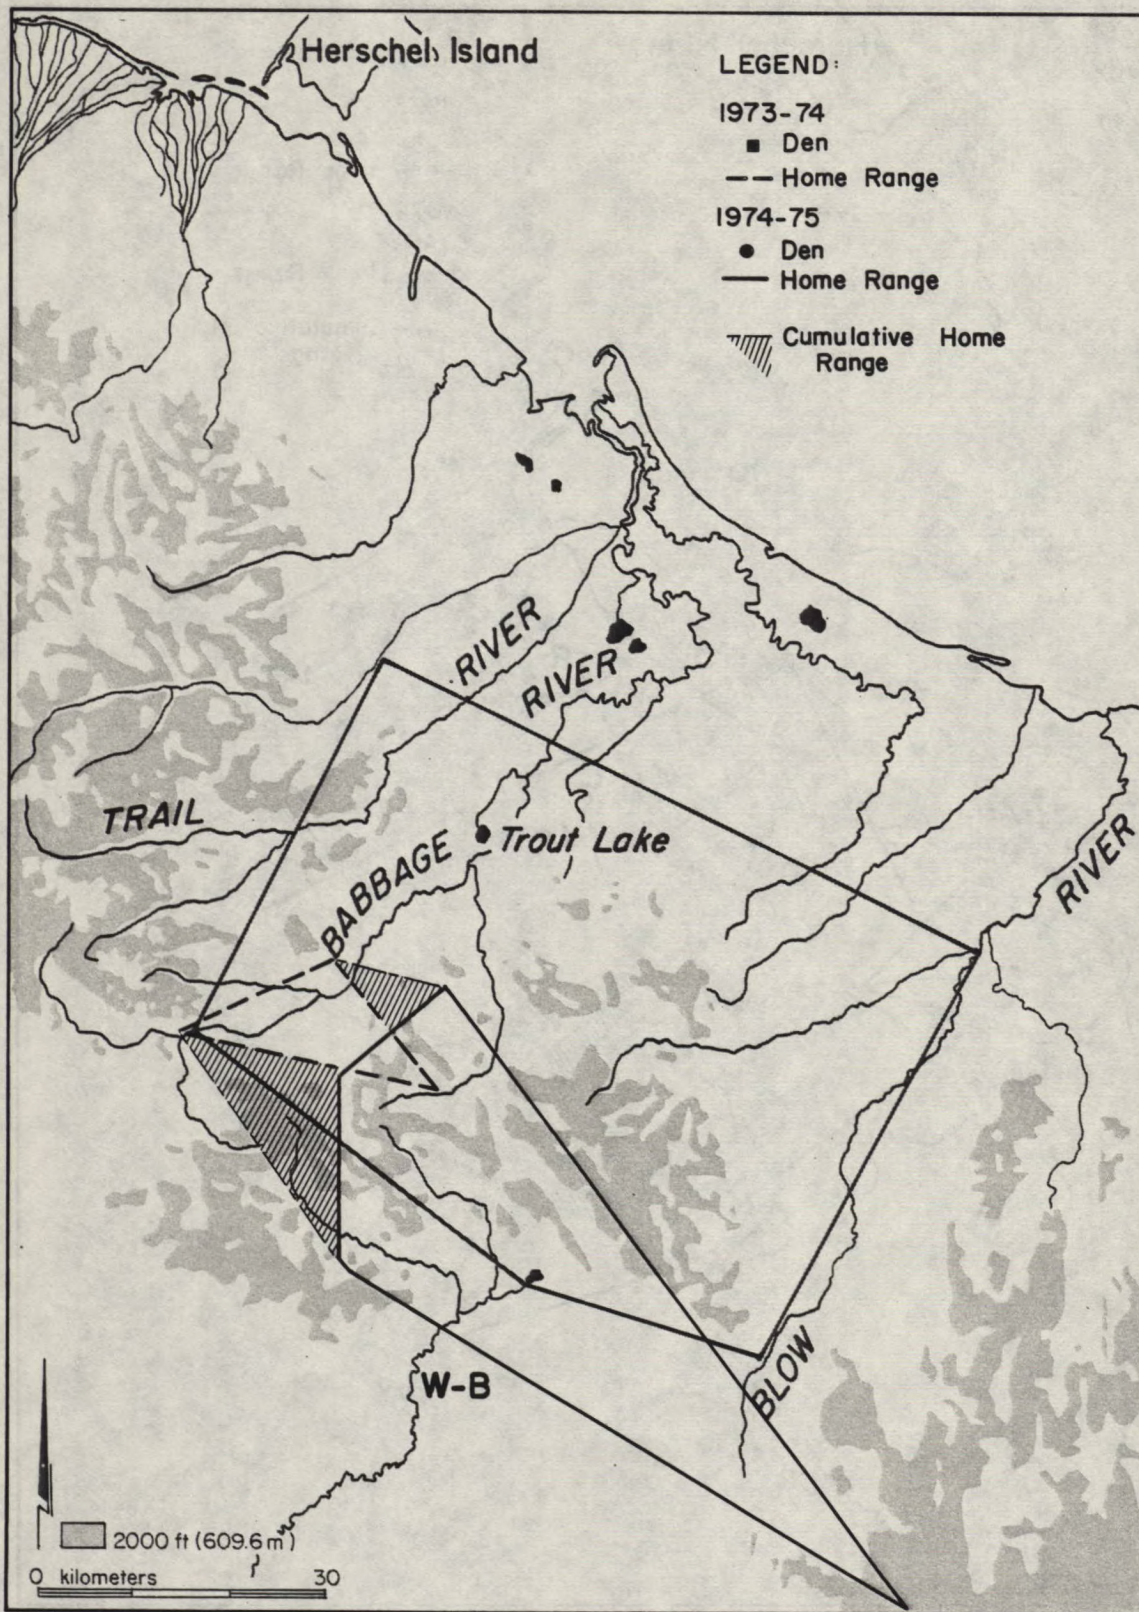 Herschel Island
LEGEND:
1973-74
Den
Home Range
1974-75
Den
Home Range
Cumulative Home
Range
RIVER
RIVER
TRAIL
BABBAGE
Trout Lake
RIVER
W-B
BLOW
2000 ft (609.6 m)
0 kilometers 30